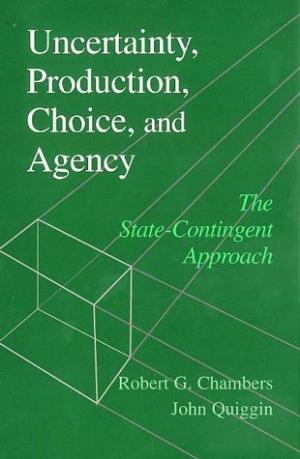 Uncertainty,
Production,
Choice, and
Agency
The
State-Contingent
Approach
Robert G. Chambers
John Quiggin